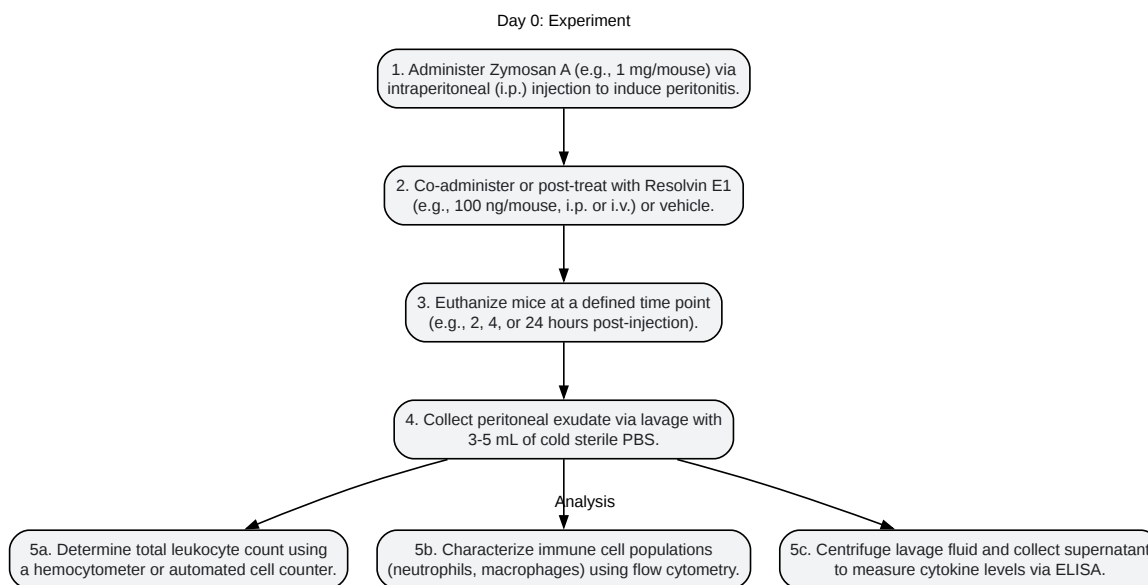 Day 0: Experiment
1. Administer Zymosan A (e.g., 1 mg/mouse) via
intraperitoneal (i.p.) injection to induce peritonitis.
2. Co-administer or post-treat with Resolvin E1
(e.g., 100 ng/mouse, i.p. or i.v.) or vehicle.
3. Euthanize mice at a defined time point
(e.g., 2, 4, or 24 hours post-injection).
4. Collect peritoneal exudate via lavage with
3-5 mL of cold sterile PBS.
Analysis
5a. Determine total leukocyte count using
a hemocytometer or automated cell counter.
5b. Characterize immune cell populations
(neutrophils, macrophages) using flow cytometry.
5c. Centrifuge lavage fluid and collect supernatant
to measure cytokine levels via ELISA.